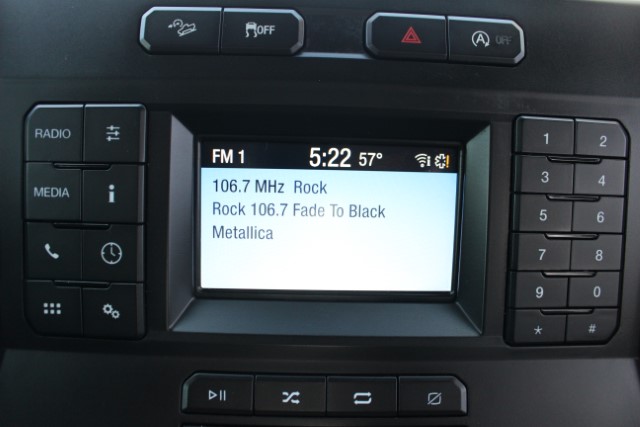 OFF
A OFF
RADIO
MEDIA
i
FM 1 5:22 57°
106.7 MHz Rock
Rock 106.7 Fade To Black
Metallica
1 2
3 4
5 6
7 8
9 0
* #